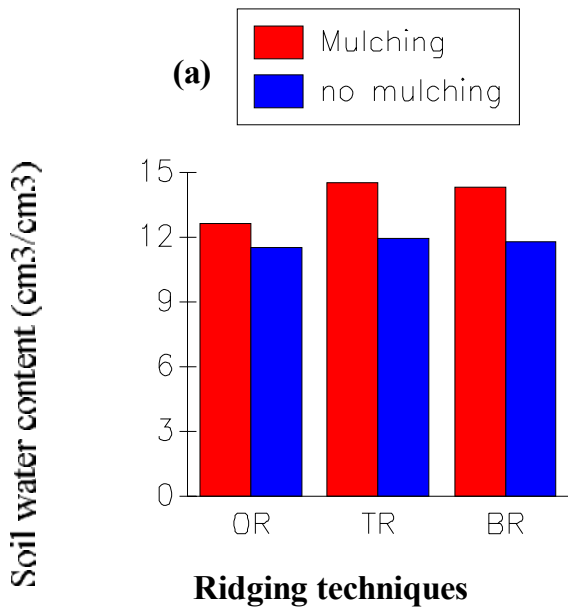 (a)
Mulching
no mulching
Soil water content (cm3/cm3)
15
12
9
6
3
0
OR TR BR
Ridging techniques